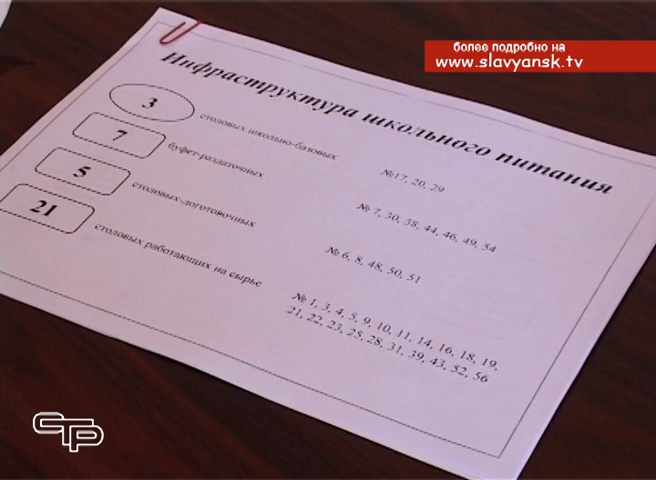 более подробно на
www.slavyansk.tv
Инфраструктура школьного питания
3 столовых школьно-базовых №17, 20, 29
7 буфет-раздаточных № 7, 30, 38, 44, 46, 49, 54
5 столовых-доготовочных № 6, 8, 48, 50, 51
21 столовых работающих на сырье № 1, 3, 4, 5, 9, 10, 11, 14, 16, 18, 19,
21, 22, 23, 25, 28, 31, 39, 43, 52, 56
СТР